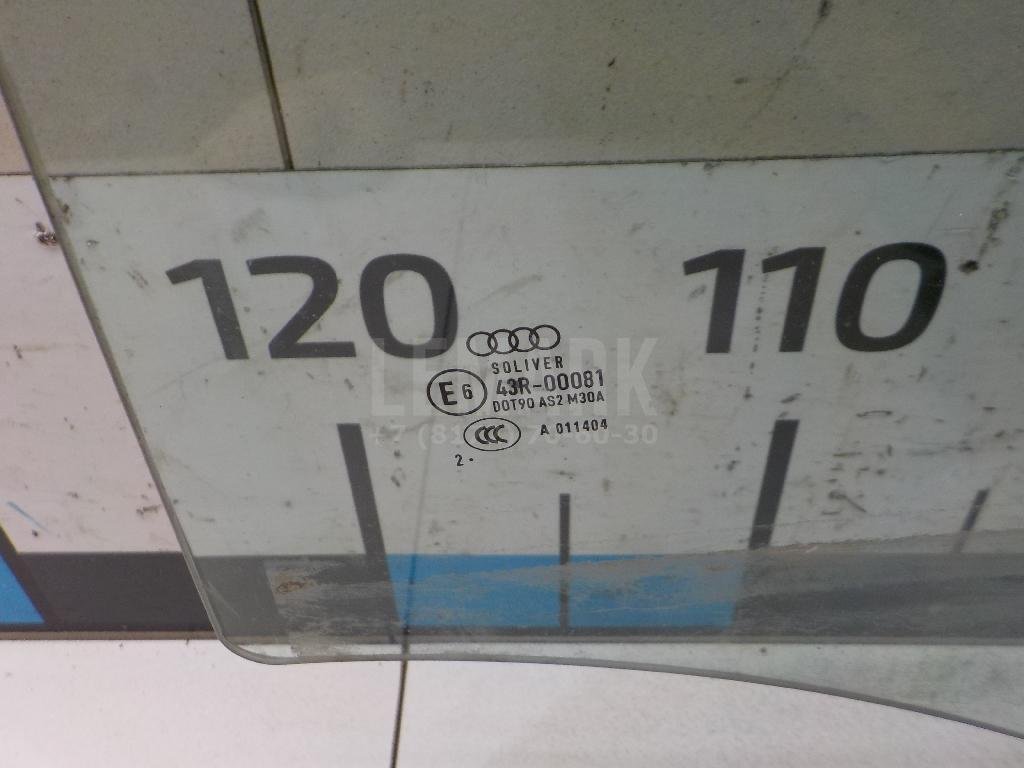 120 110
SOLIVER
E6 43R-00081
DOT90 AS2 M30A
CCC A 011404
2 •